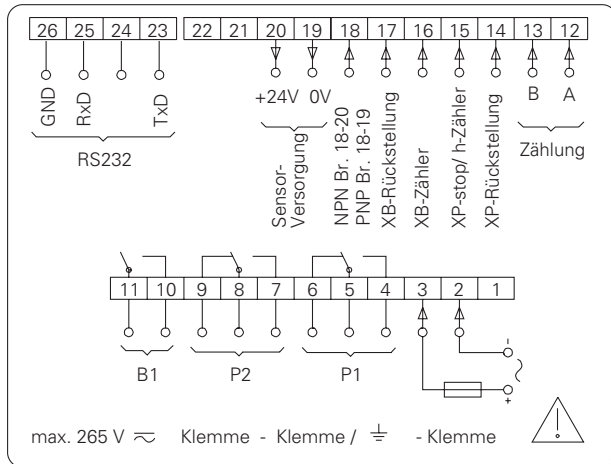 26 25 24 23 22 21 20 19 18 17 16 15 14 13 12
GND
RxD
TxD
RS232
+24V 0V
Sensor-
Versorgung
NPN Br. 18-20
PNP Br. 18-19
XB-Rückstellung
XB-Zähler
XP-stop/ h-Zähler
XP-Rückstellung
B A
Zählung
11 10 9 8 7 6 5 4 3 2 1
B1 P2 P1
- ~ +
max. 265 V ⎓ Klemme - Klemme / ⏚ - Klemme
!